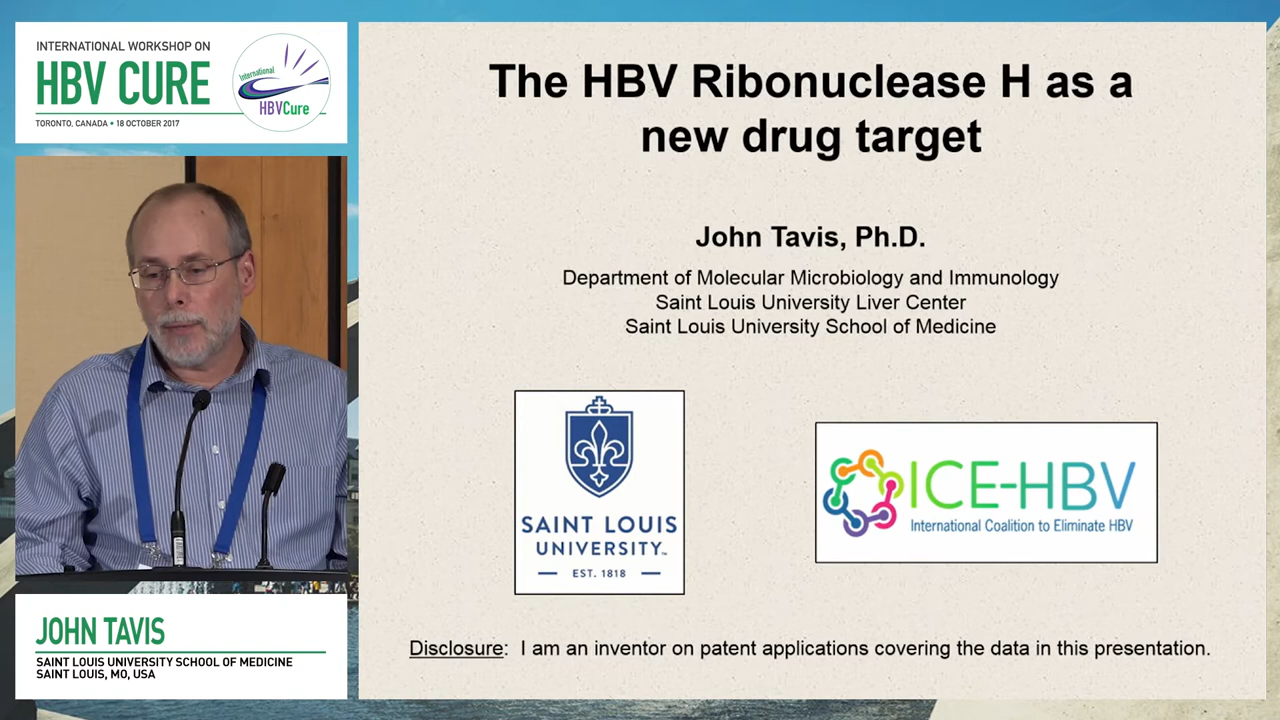 INTERNATIONAL WORKSHOP ON
HBV CURE
TORONTO, CANADA • 18 OCTOBER 2017
International
HBVCure
The HBV Ribonuclease H as a
new drug target
John Tavis, Ph.D.
Department of Molecular Microbiology and Immunology
Saint Louis University Liver Center
Saint Louis University School of Medicine
SAINT LOUIS
UNIVERSITY™
EST. 1818
ICE-HBV
International Coalition to Eliminate HBV
Disclosure: I am an inventor on patent applications covering the data in this presentation.
JOHN TAVIS
SAINT LOUIS UNIVERSITY SCHOOL OF MEDICINE
SAINT LOUIS, MO, USA